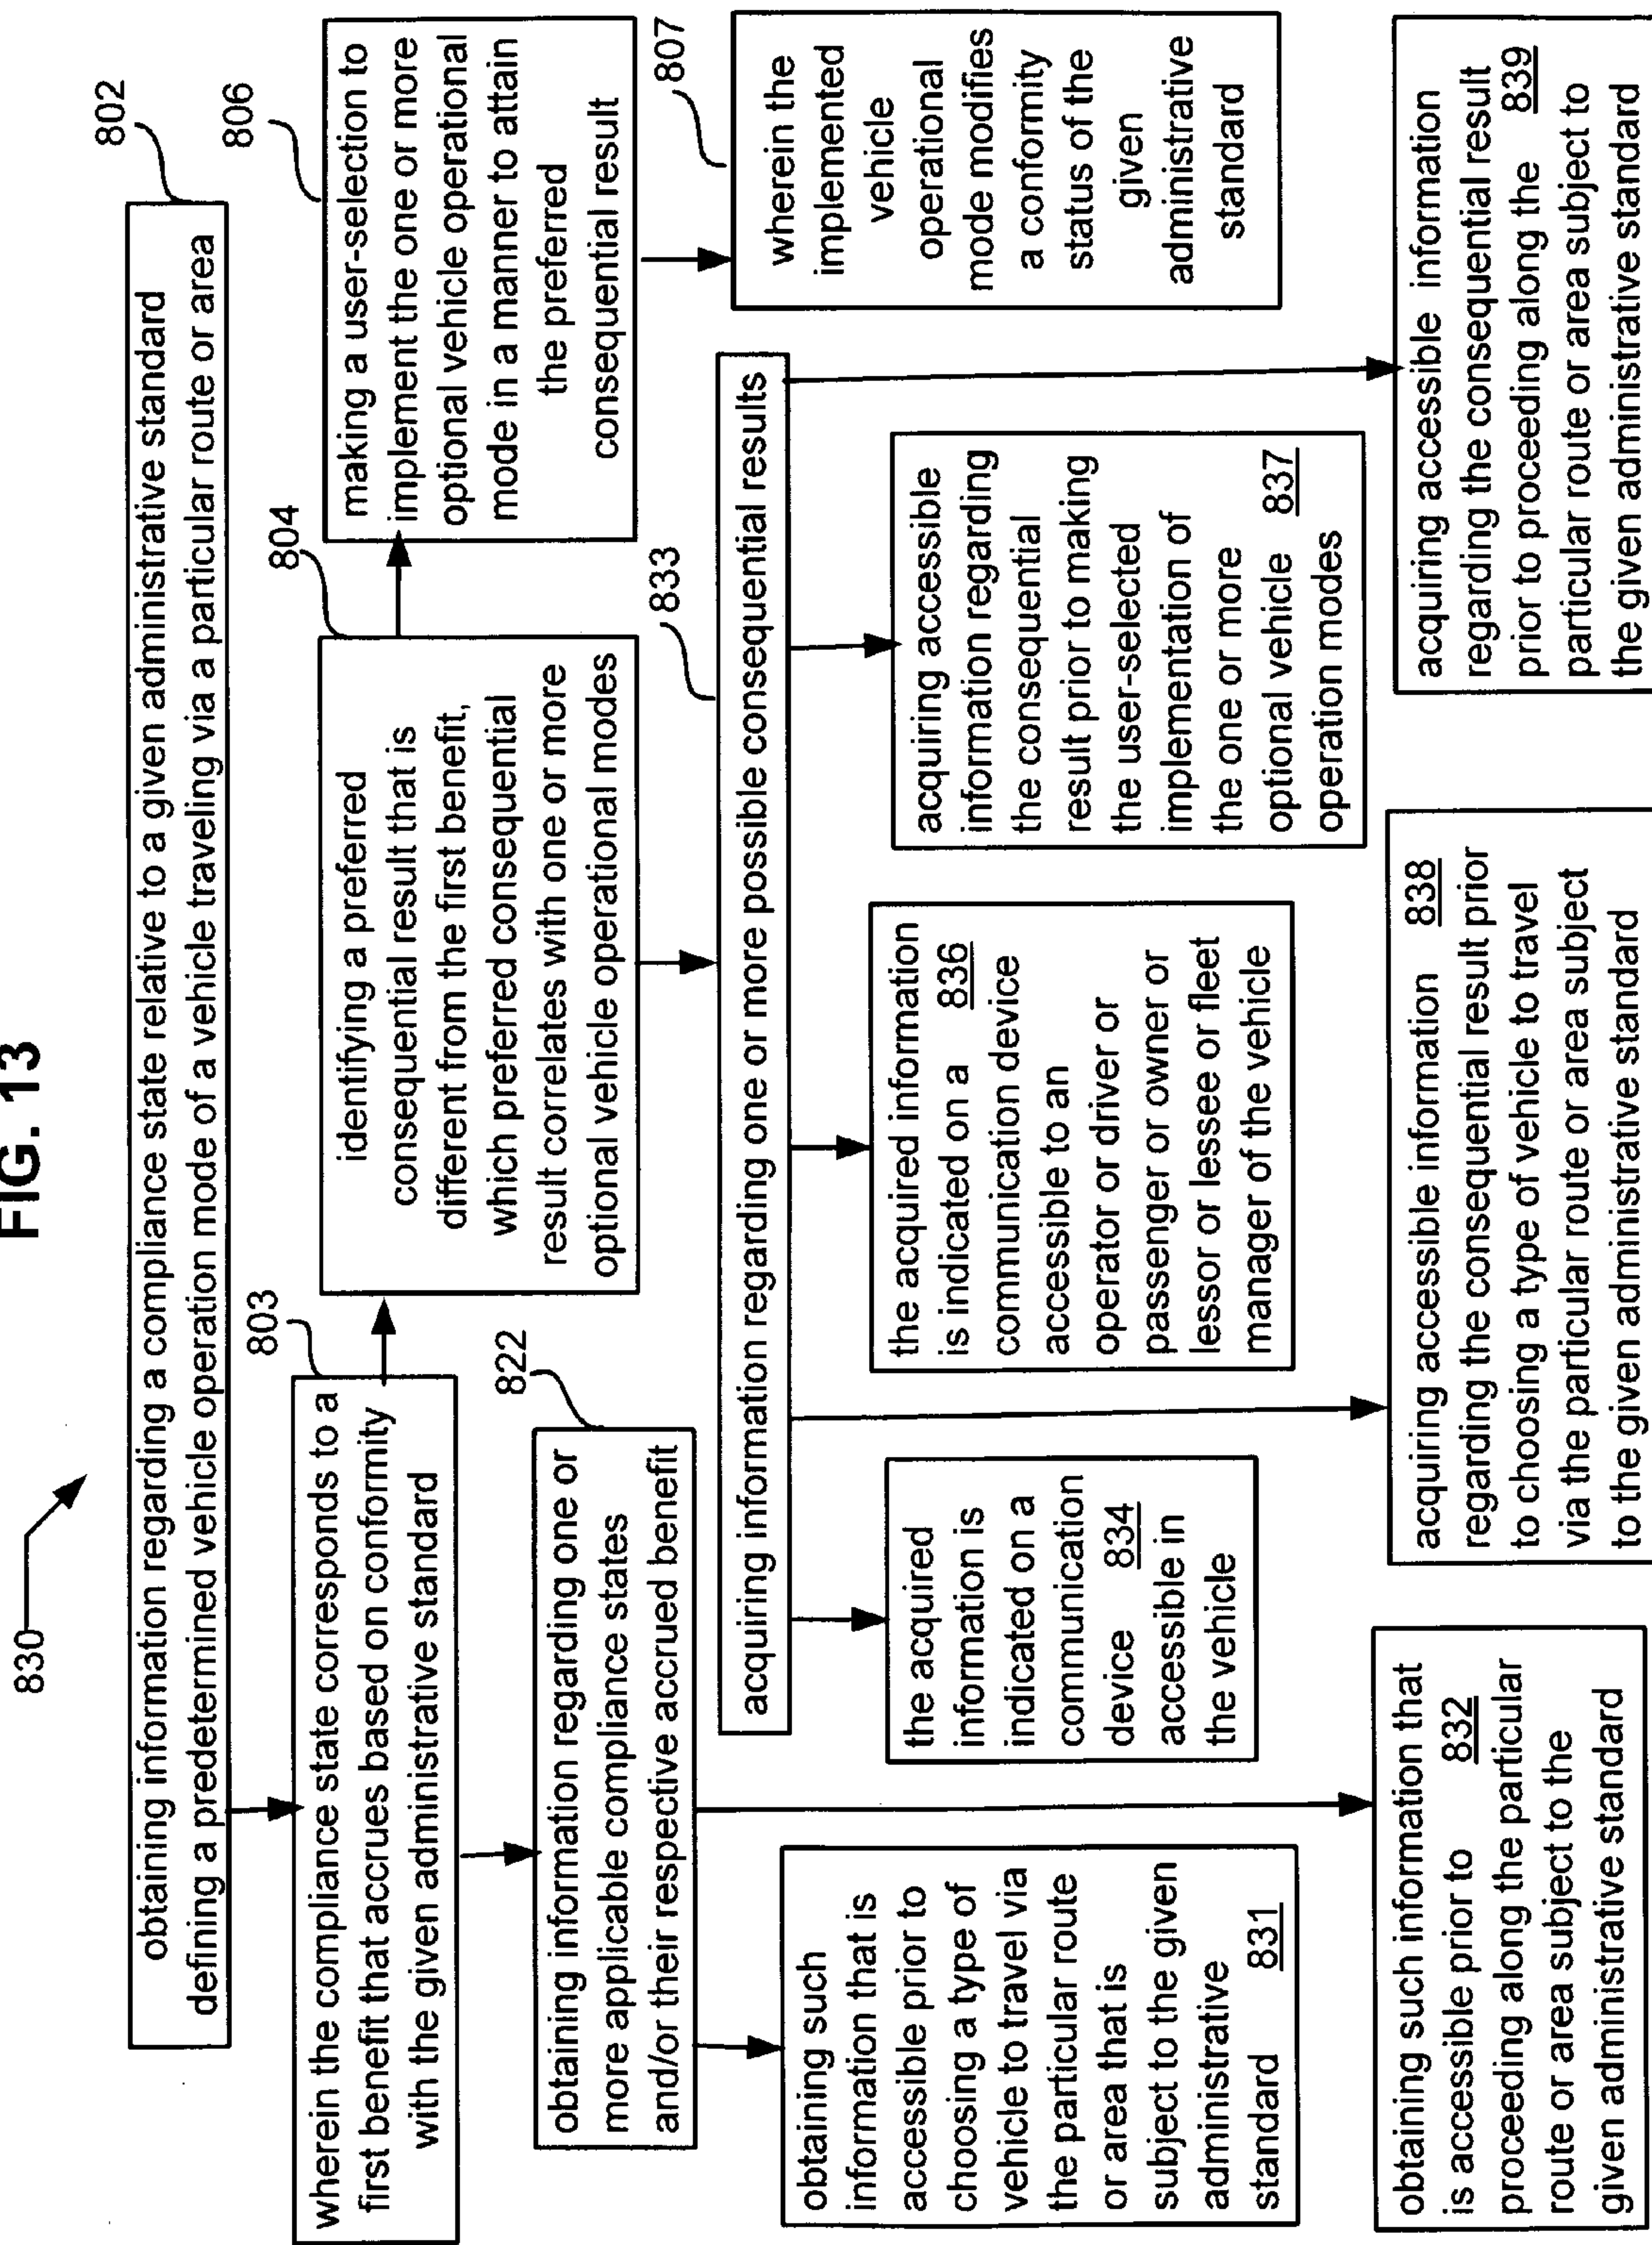 FIG. 13
830
802
obtaining information regarding a compliance state relative to a given administrative standard
defining a predetermined vehicle operation mode of a vehicle traveling via a particular route or area
803
wherein the compliance state corresponds to a
first benefit that accrues based on conformity
with the given administrative standard
804
identifying a preferred
consequential result that is
different from the first benefit,
which preferred consequential
result correlates with one or more
optional vehicle operational modes
806
making a user-selection to
implement the one or more
optional vehicle operational
mode in a manner to attain
the preferred
consequential result
822
obtaining information regarding one or
more applicable compliance states
and/or their respective accrued benefit
833
acquiring information regarding one or more possible consequential results
807
wherein the
implemented
vehicle
operational
mode modifies
a conformity
status of the
given
administrative
standard
obtaining such
information that is
accessible prior to
choosing a type of
vehicle to travel via
the particular route
or area that is
subject to the given
administrative
standard 831
the acquired
information is
indicated on a
communication
device 834
accessible in
the vehicle
the acquired information
is indicated on a 836
communication device
accessible to an
operator or driver or
passenger or owner or
lessor or lessee or fleet
manager of the vehicle
acquiring accessible
information regarding
the consequential
result prior to making
the user-selected
implementation of
the one or more
optional vehicle 837
operation modes
obtaining such information that
is accessible prior to 832
proceeding along the particular
route or area subject to the
given administrative standard
acquiring accessible information 838
regarding the consequential result prior
to choosing a type of vehicle to travel
via the particular route or area subject
to the given administrative standard
acquiring accessible information
regarding the consequential result
prior to proceeding along the 839
particular route or area subject to
the given administrative standard